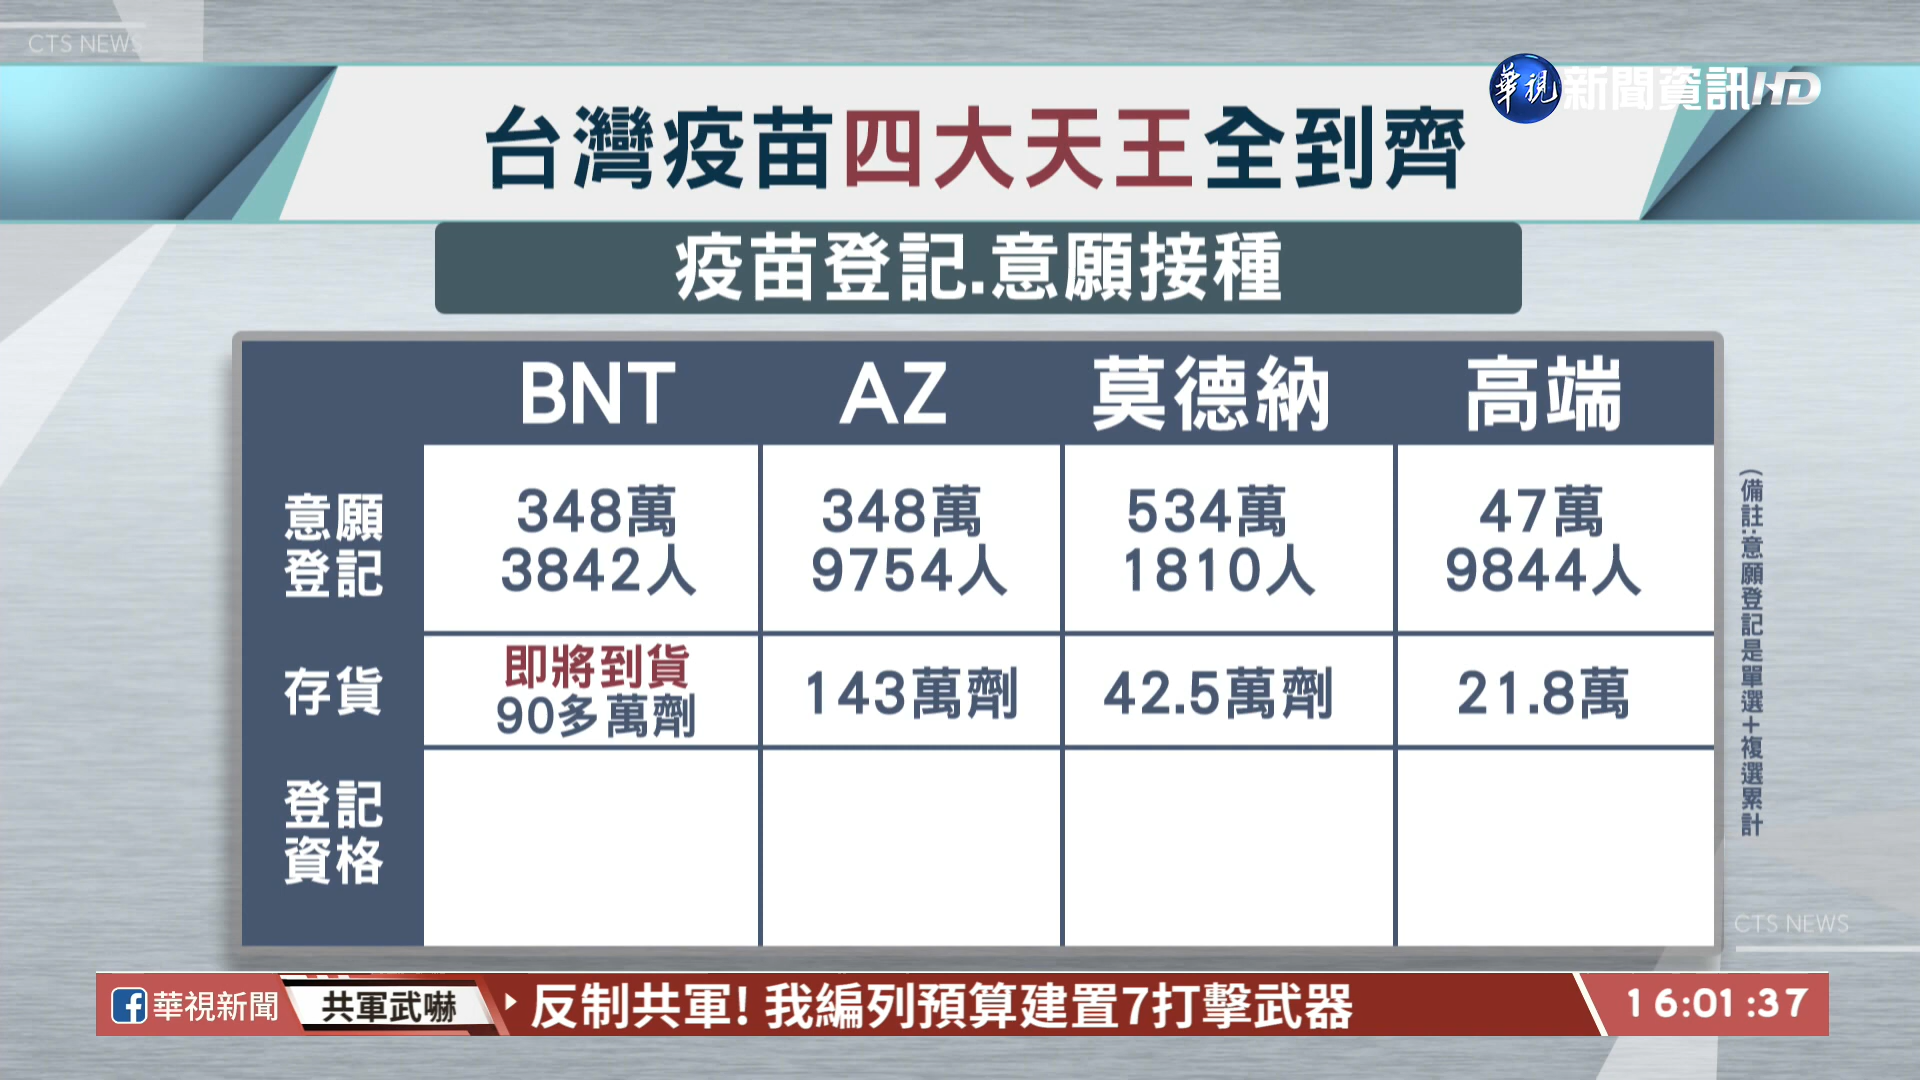 CTS NEWS
華視新聞資訊HD
台灣疫苗四大天王全到齊
疫苗登記.意願接種
BNT AZ 莫德納 高端
意願
登記
348萬
3842人
348萬
9754人
534萬
1810人
47萬
9844人
存貨
即將到貨
90多萬劑
143萬劑
42.5萬劑
21.8萬
登記
資格
(備註:意願登記是單選+複選累計
CTS NEWS
華視新聞
共軍武嚇
反制共軍!我編列預算建置7打擊武器
16:01:37